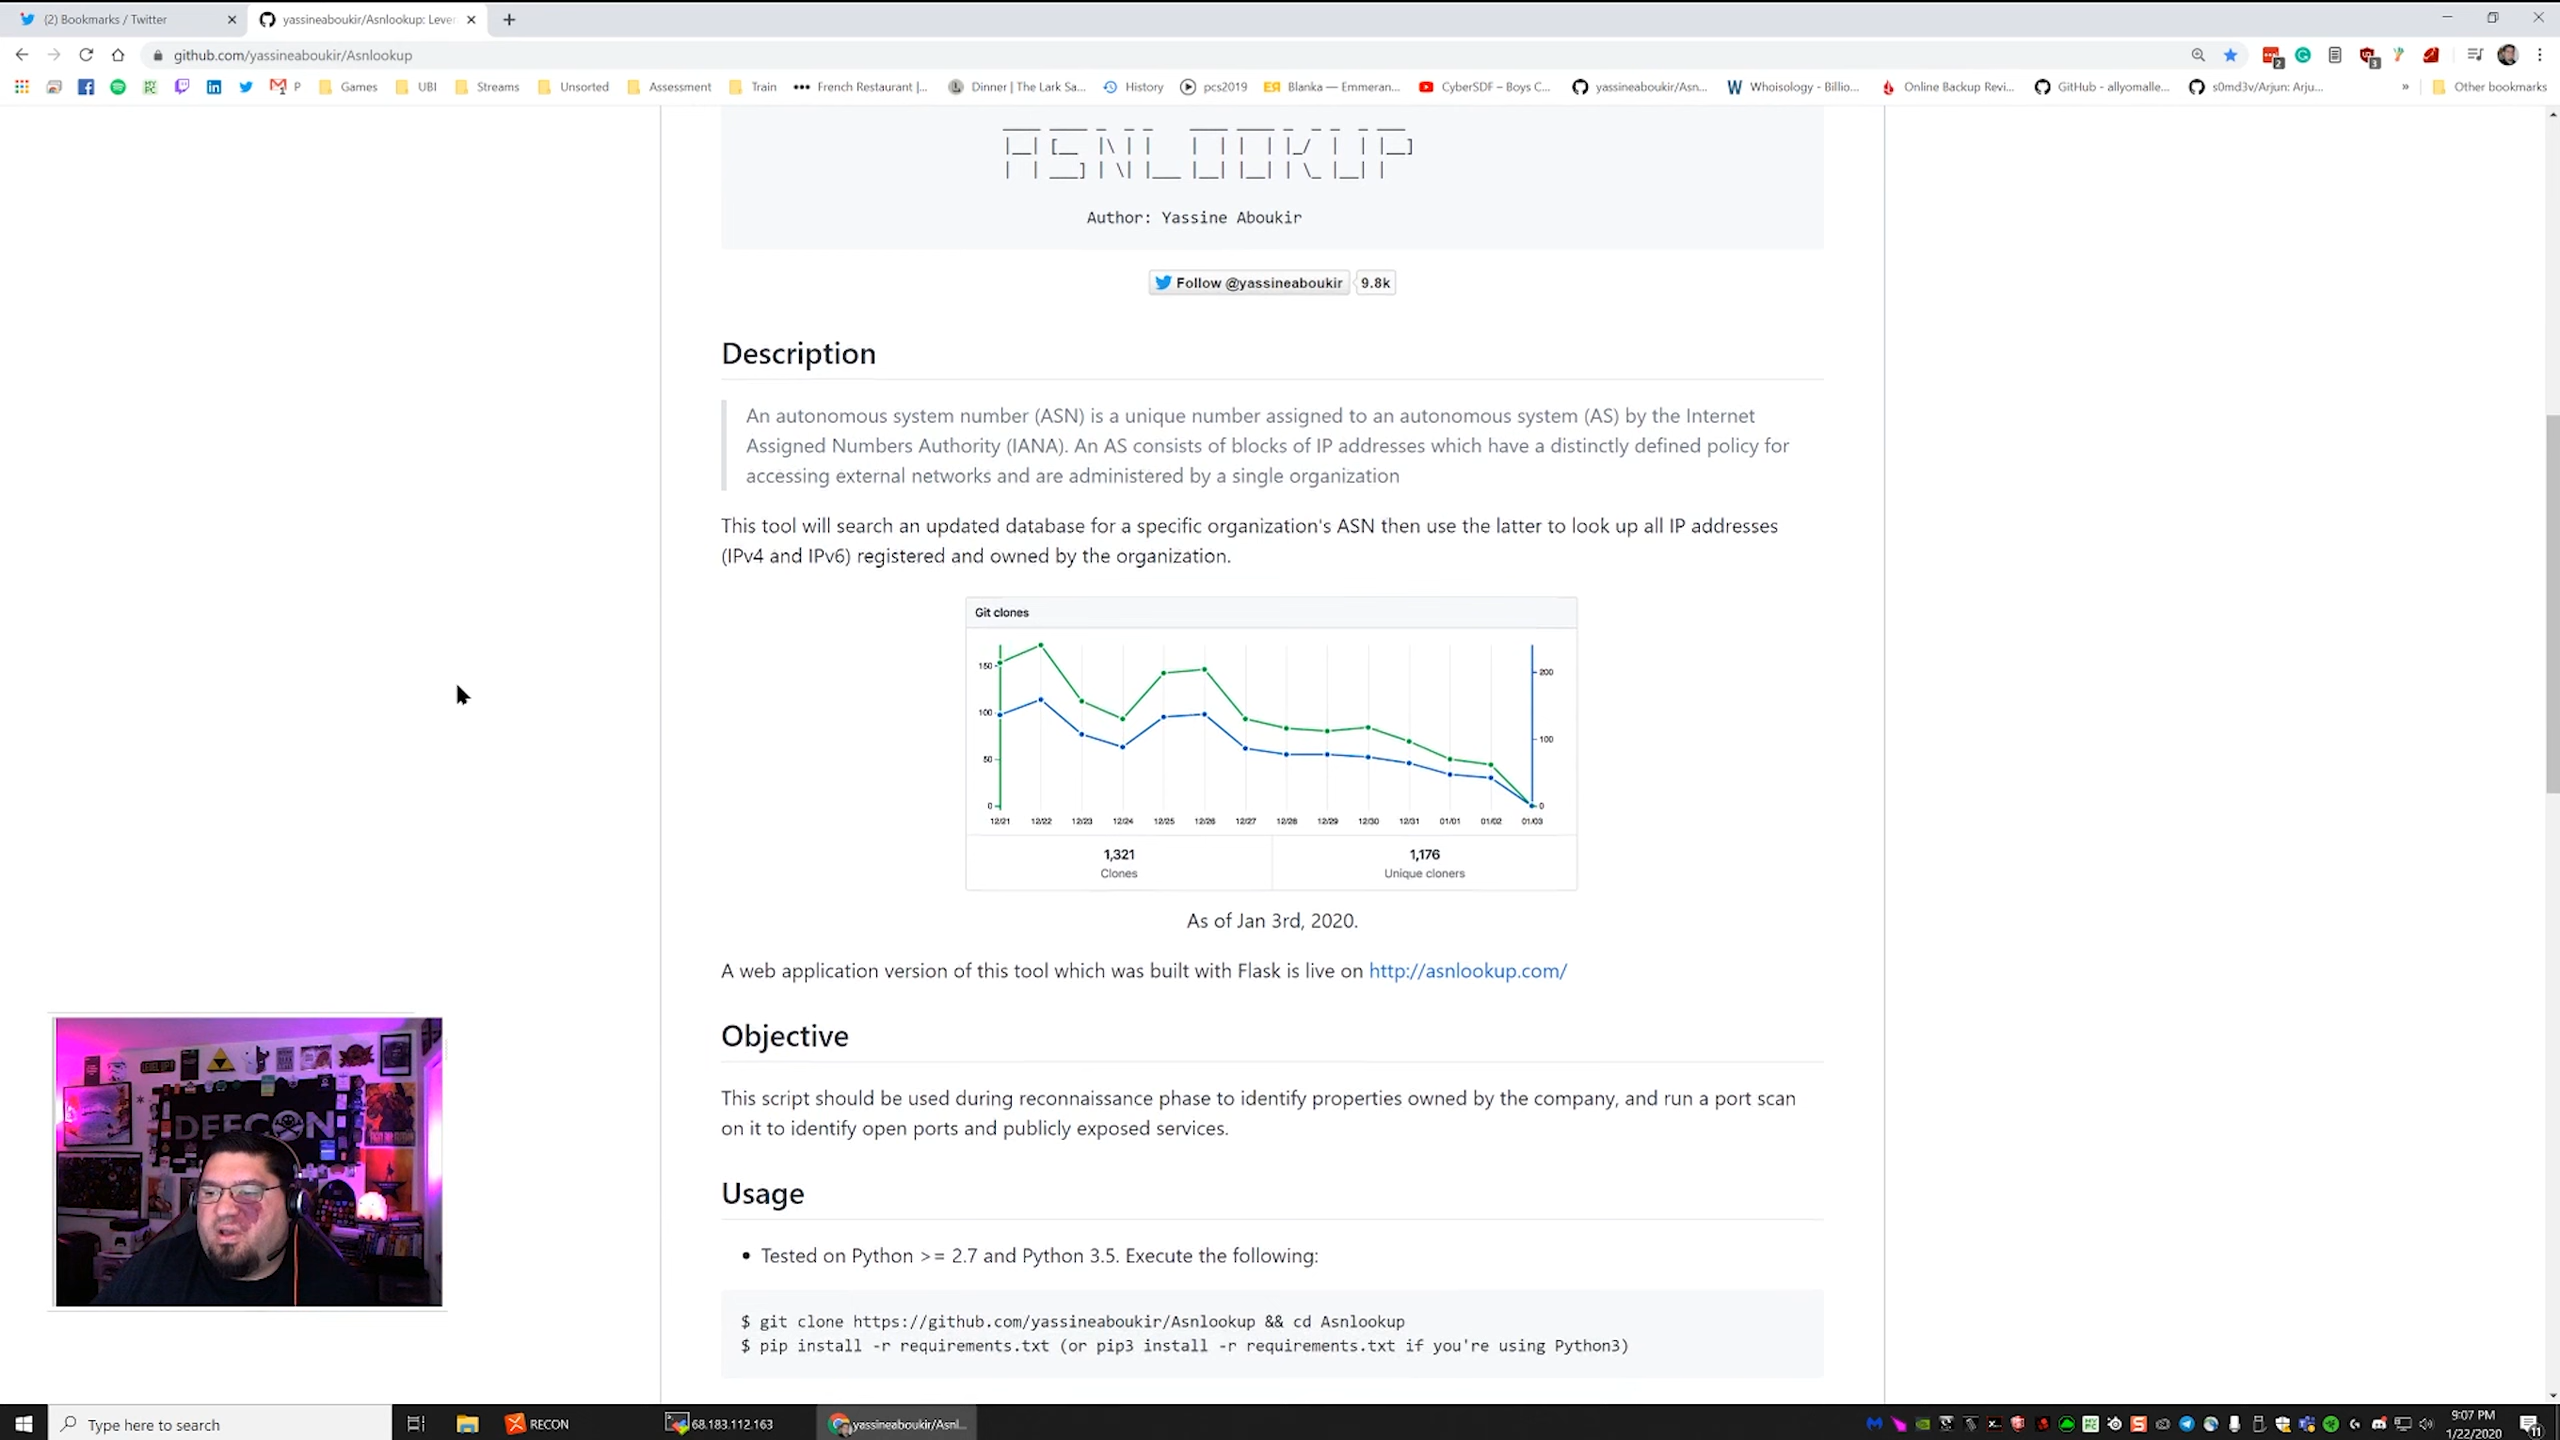 (2) Bookmarks / Twitter
yassineaboukir/Asnlookup: Lever
github.com/yassineaboukir/Asnlookup
P
Games
UBI
Streams
Unsorted
Assessment
Train
French Restaurant |...
Dinner | The Lark Sa...
History
pcs2019
Blanka — Emmeran...
CyberSDF – Boys C...
yassineaboukir/Asn...
Whoisology - Billio...
Online Backup Revi...
GitHub - allyomalle...
s0md3v/Arjun: Arju...
»
Other bookmarks
ASNLOOKUP
Author: Yassine Aboukir
Follow @yassineaboukir 9.8k
Description
An autonomous system number (ASN) is a unique number assigned to an autonomous system (AS) by the Internet
Assigned Numbers Authority (IANA). An AS consists of blocks of IP addresses which have a distinctly defined policy for
accessing external networks and are administered by a single organization
This tool will search an updated database for a specific organization's ASN then use the latter to look up all IP addresses
(IPv4 and IPv6) registered and owned by the organization.
Git clones
150
100
50
0
200
100
0
12/21 12/22 12/23 12/24 12/25 12/26 12/27 12/28 12/29 12/30 12/31 01/01 01/02 01/03
1,321
Clones
1,176
Unique cloners
As of Jan 3rd, 2020.
A web application version of this tool which was built with Flask is live on http://asnlookup.com/
Objective
This script should be used during reconnaissance phase to identify properties owned by the company, and run a port scan
on it to identify open ports and publicly exposed services.
Usage
• Tested on Python >= 2.7 and Python 3.5. Execute the following:
$ git clone https://github.com/yassineaboukir/Asnlookup && cd Asnlookup
$ pip install -r requirements.txt (or pip3 install -r requirements.txt if you're using Python3)
LEVEL UP!
DEFCON
Type here to search
RECON
68.183.112.163
yassineaboukir/Asnl...
9:07 PM
1/22/2020
11